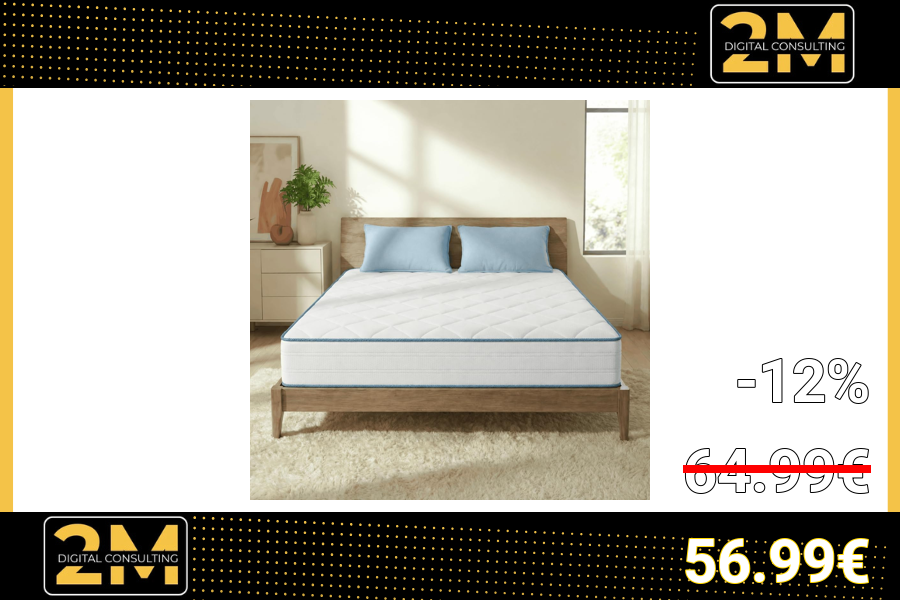 2M
DIGITAL CONSULTING
-12%
64.99€
2M
DIGITAL CONSULTING
56.99€